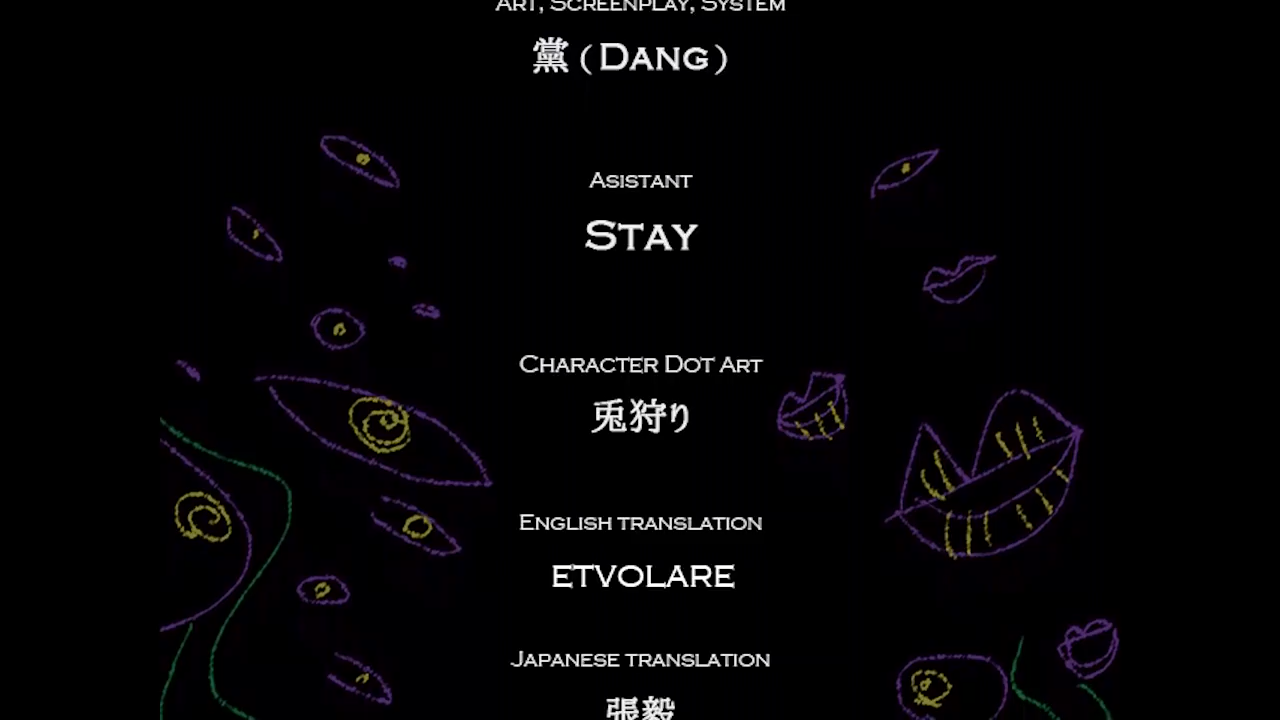 Art, Screenplay, System
黨 (Dang)
Asistant
Stay
Character Dot Art
兎狩り
English translation
etvolare
Japanese translation
張毅